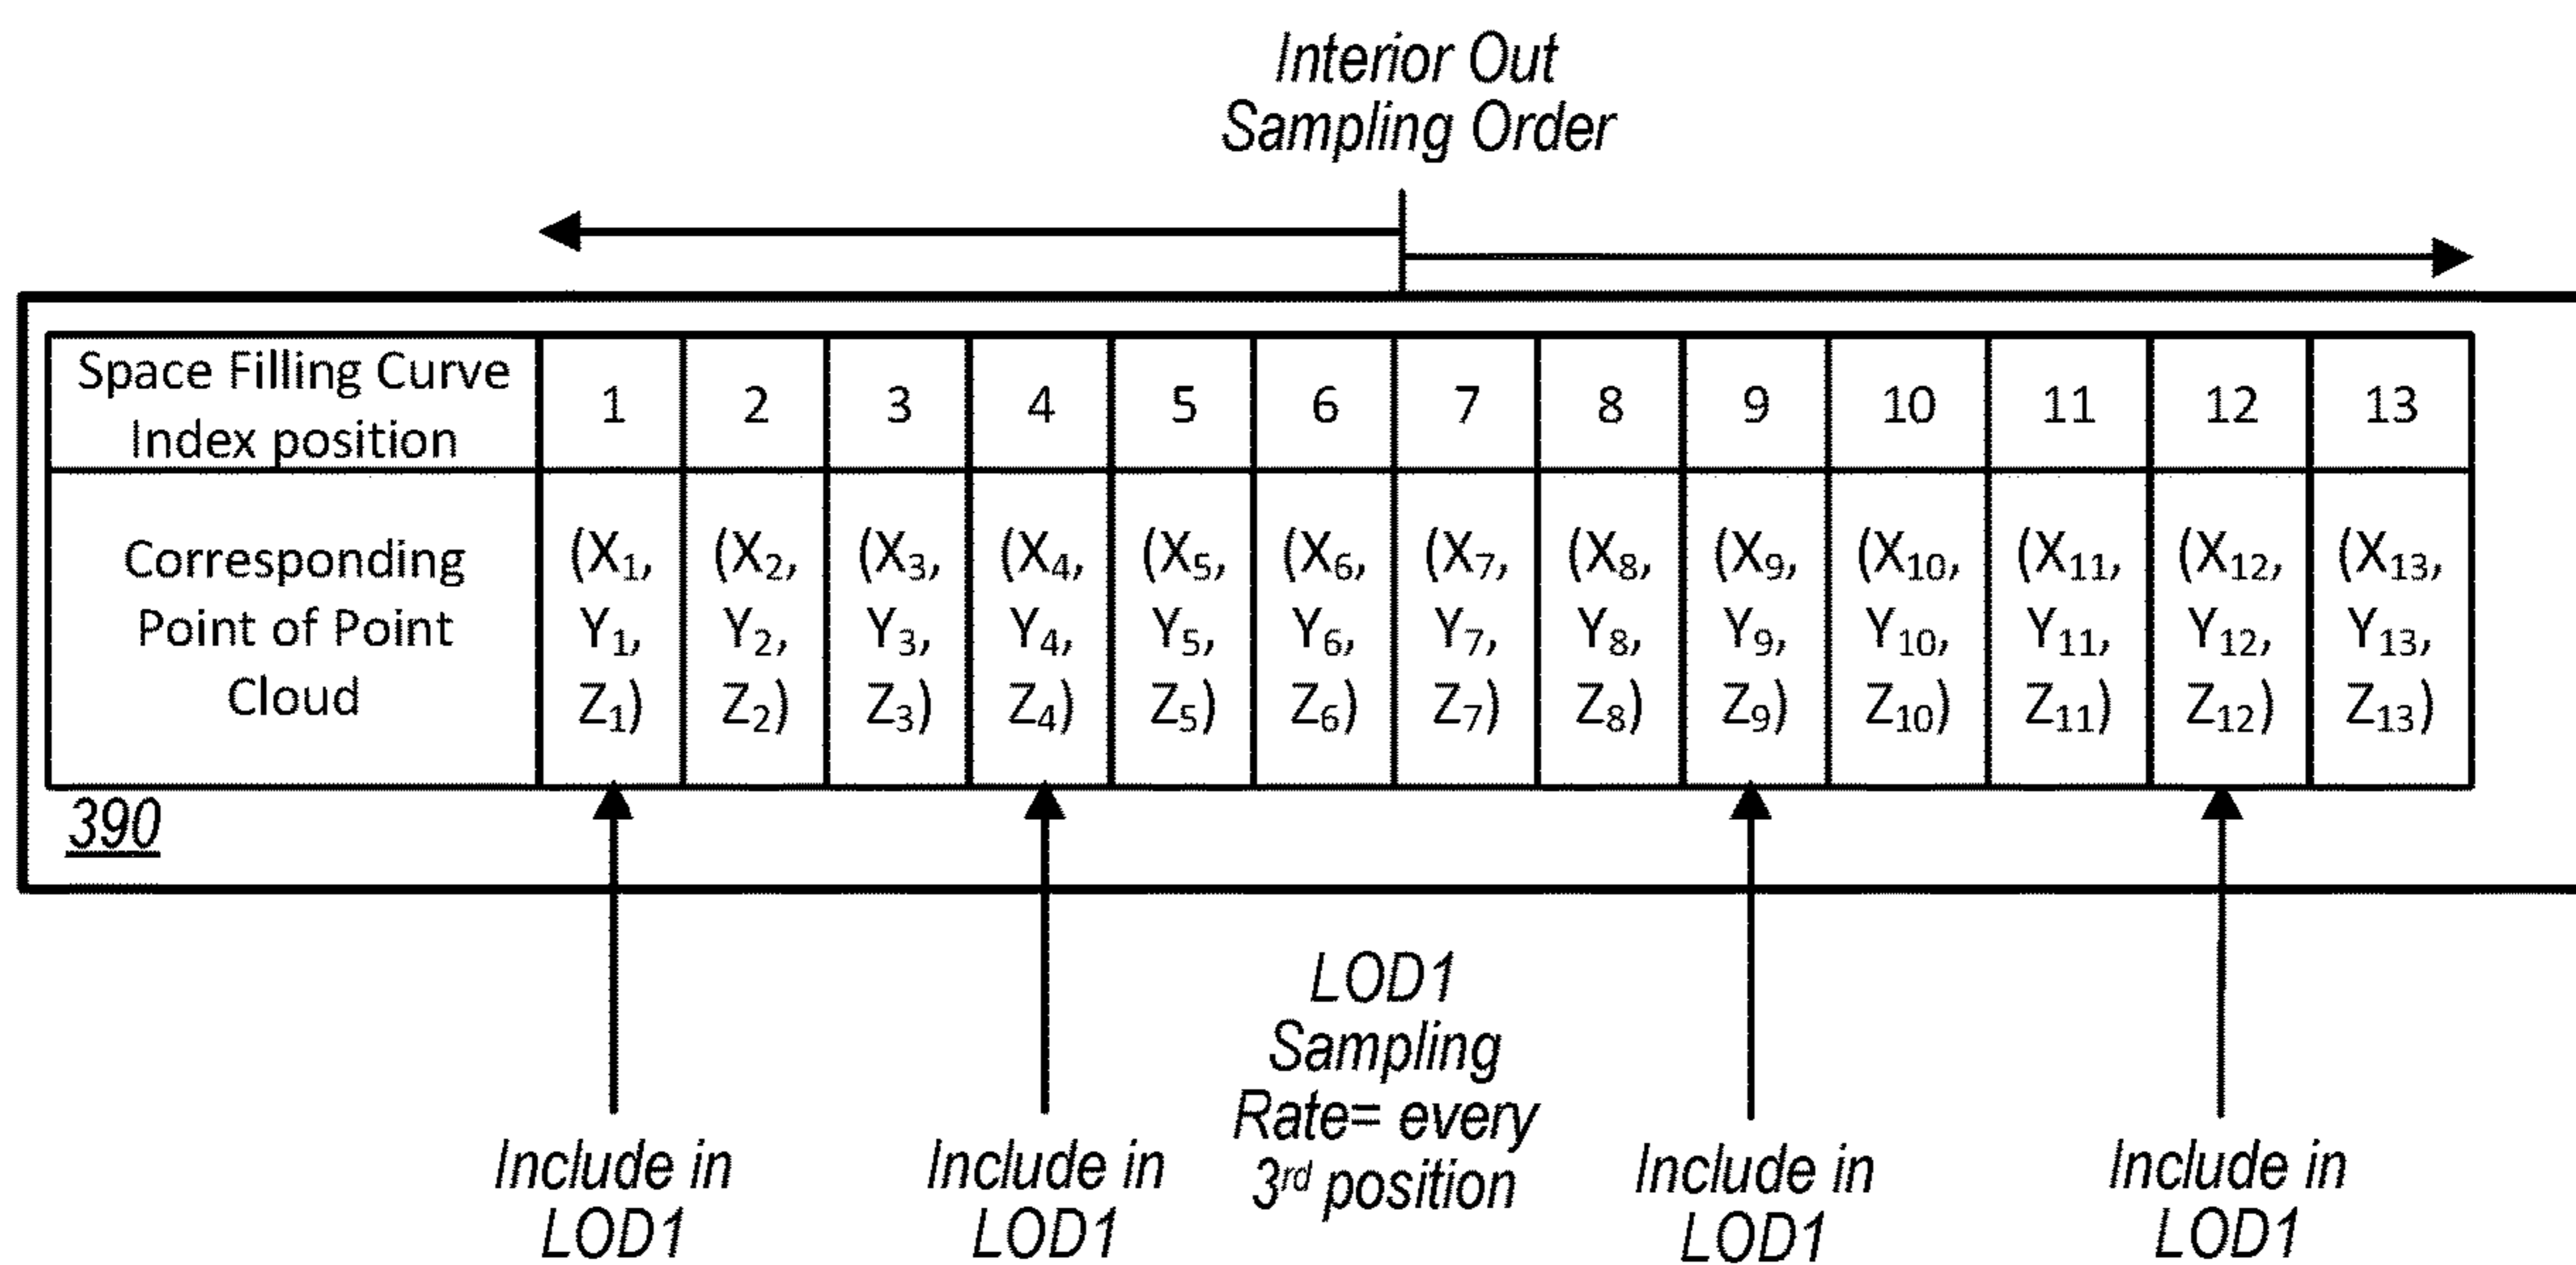 Interior Out
Sampling Order
Space Filling Curve
Index position
1 2 3 4 5 6 7 8 9 10 11 12 13
Corresponding
Point of Point
Cloud
(X₁, (X₂, (X₃, (X₄, (X₅, (X₆, (X₇, (X₈, (X₉, (X₁₀, (X₁₁, (X₁₂, (X₁₃,
Y₁, Y₂, Y₃, Y₄, Y₅, Y₆, Y₇, Y₈, Y₉, Y₁₀, Y₁₁, Y₁₂, Y₁₃,
Z₁) Z₂) Z₃) Z₄) Z₅) Z₆) Z₇) Z₈) Z₉) Z₁₀) Z₁₁) Z₁₂) Z₁₃)
390
Include in
LOD1
Include in
LOD1
LOD1
Sampling
Rate= every
3rd position
Include in
LOD1
Include in
LOD1